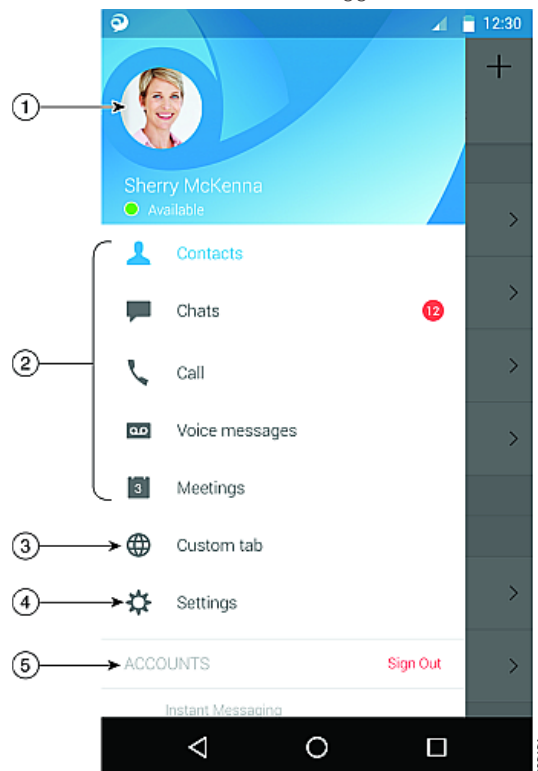 12:30
1
Sherry McKenna
Available
Contacts
Chats 12
2
Call
Voice messages
3 Meetings
3 Custom tab
4 Settings
5 ACCOUNTS Sign Out
Instant Messaging